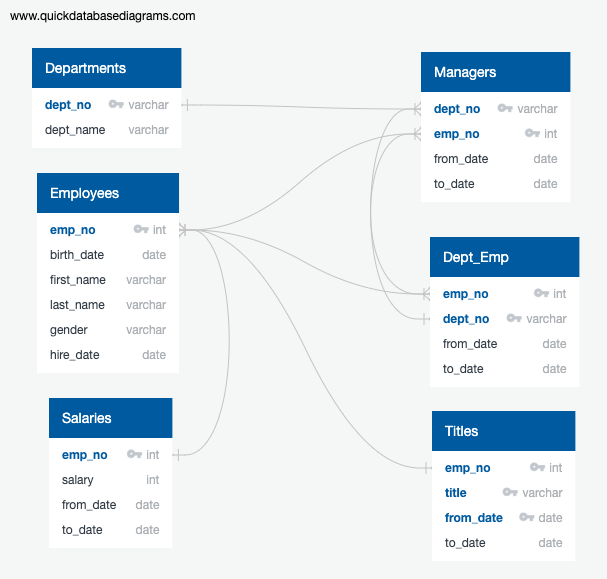 www.quickdatabasediagrams.com
Departments
dept_no varchar
dept_name varchar
Employees
emp_no int
birth_date date
first_name varchar
last_name varchar
gender varchar
hire_date date
Salaries
emp_no int
salary int
from_date date
to_date date
Managers
dept_no varchar
emp_no int
from_date date
to_date date
Dept_Emp
emp_no int
dept_no varchar
from_date date
to_date date
Titles
emp_no int
title varchar
from_date date
to_date date